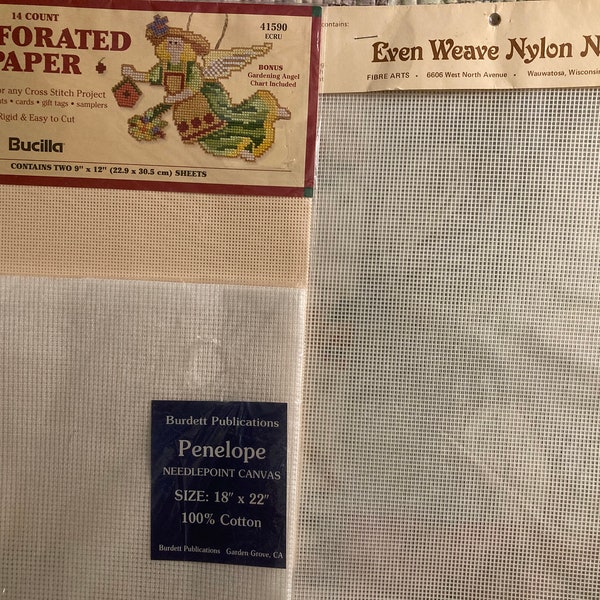 14 COUNT
FORATED
PAPER
or any Cross Stitch Project
ts • cards • gift tags • samplers
Rigid & Easy to Cut
Bucilla
CONTAINS TWO 9" x 12" (22.9 x 30.5 cm) SHEETS
41590
ECRU
BONUS
Gardening Angel
Chart Included
contains:
Even Weave Nylon N
FIBRE ARTS • 6606 West North Avenue • Wauwatosa, Wisconsin
Burdett Publications
Penelope
NEEDLEPOINT CANVAS
SIZE: 18" x 22"
100% Cotton
Burdett Publications Garden Grove, CA